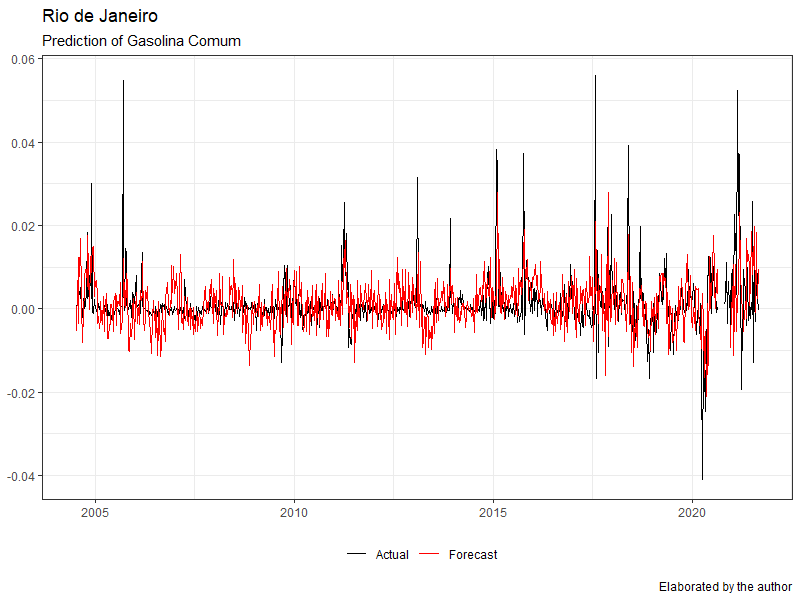 Rio de Janeiro
Prediction of Gasolina Comum
0.06
0.04
0.02
0.00
-0.02
-0.04
2005 2010 2015 2020
Actual Forecast
Elaborated by the author